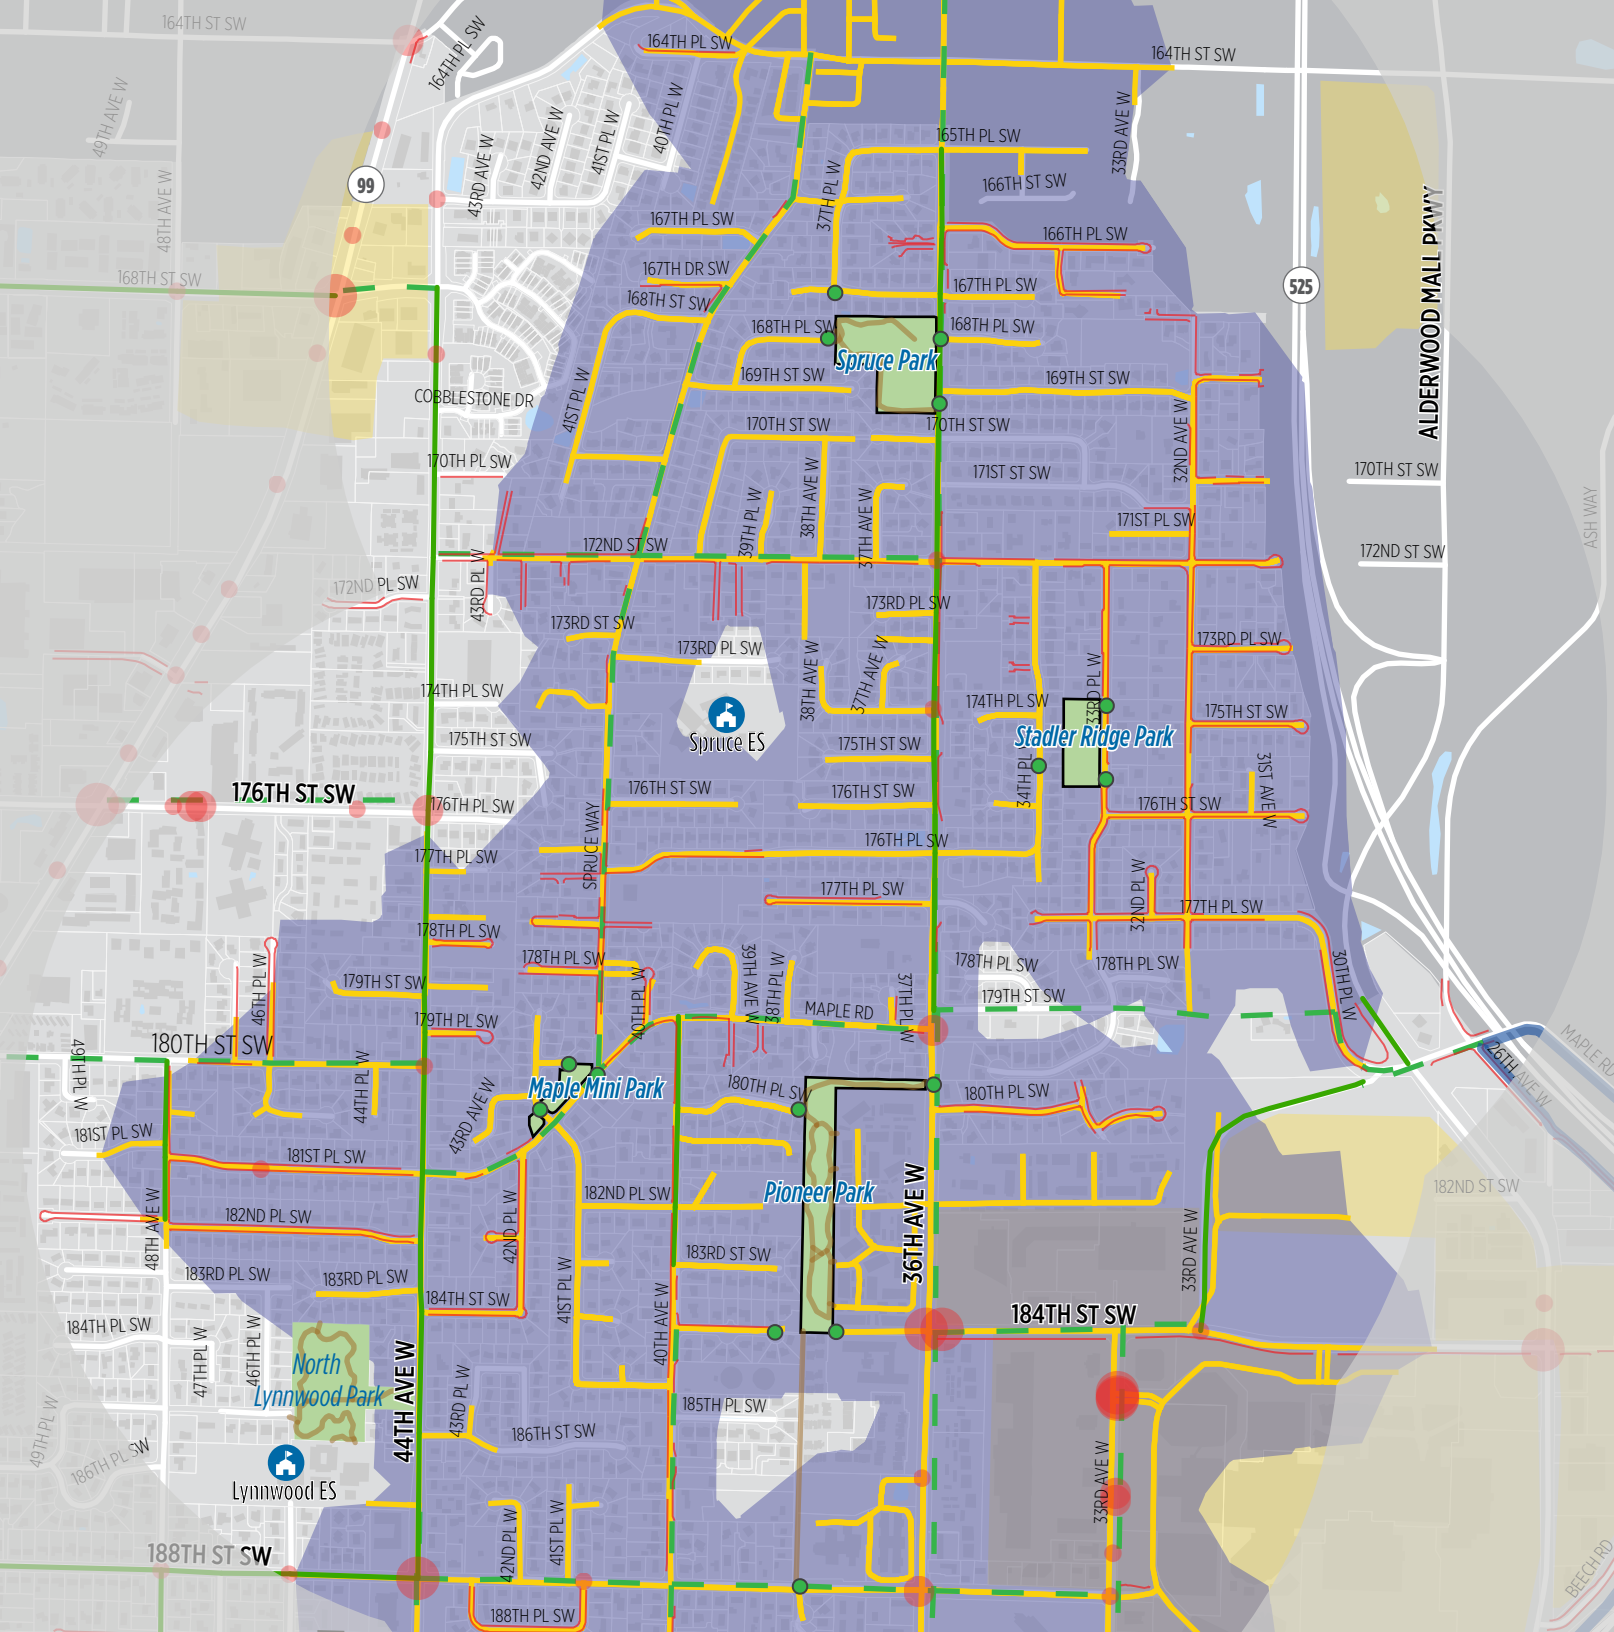 164TH ST SW
164TH PL SW
164TH PL SW
164TH ST SW
49TH AVE W
43RD AVE W
42ND AVE W
41ST PL W
40TH PL W
33RD AVE W
165TH PL SW
166TH ST SW
99
48TH AVE W
37TH PL W
167TH PL SW
166TH PL SW
ALDERWOOD MALL PKWY
168TH ST SW
167TH DR SW
168TH ST SW
167TH PL SW
525
168TH PL SW
168TH PL SW
Spruce Park
169TH ST SW
169TH ST SW
COBBLESTONE DR
41ST PL W
170TH ST SW
170TH ST SW
32ND AVE W
170TH PL SW
171ST ST SW
170TH ST SW
39TH PL W
38TH AVE W
37TH AVE W
171ST PL SW
ASH WAY
172ND ST SW
172ND ST SW
172ND PL SW
43RD PL W
173RD ST SW
173RD PL SW
173RD PL SW
173RD PL SW
38TH AVE W
37TH AVE W
33RD PL W
174TH PL SW
174TH PL SW
175TH ST SW
Spruce ES
175TH ST SW
175TH ST SW
Stadler Ridge Park
34TH PL
31ST AVE W
176TH ST SW
176TH PL SW
176TH ST SW
176TH ST SW
176TH ST SW
SPRUCE WAY
177TH PL SW
176TH PL SW
177TH PL SW
32ND PL W
177TH PL SW
178TH PL SW
178TH PL SW
178TH PL SW
178TH PL SW
46TH PL W
179TH ST SW
40TH PL W
39TH AVE W
38TH PL W
37TH PL W
179TH ST SW
30TH PL W
MAPLE RD
179TH PL SW
180TH ST SW
49TH PL W
44TH PL W
MAPLE RD
26TH AVE W
Maple Mini Park
180TH PL SW
180TH PL SW
43RD AVE W
181ST PL SW
181ST PL SW
182ND PL SW
Pioneer Park
36TH AVE W
182ND ST SW
48TH AVE W
182ND PL SW
42ND PL W
183RD ST SW
33RD AVE W
183RD PL SW
183RD PL SW
184TH ST SW
41ST PL W
40TH AVE W
184TH ST SW
184TH PL SW
47TH PL W
46TH PL W
North
Lynnwood Park
44TH AVE W
43RD PL W
185TH PL SW
49TH PL W
186TH PL SW
186TH ST SW
Lynnwood ES
33RD AVE W
42ND PL W
41ST PL W
188TH ST SW
188TH PL SW
BEECH RD